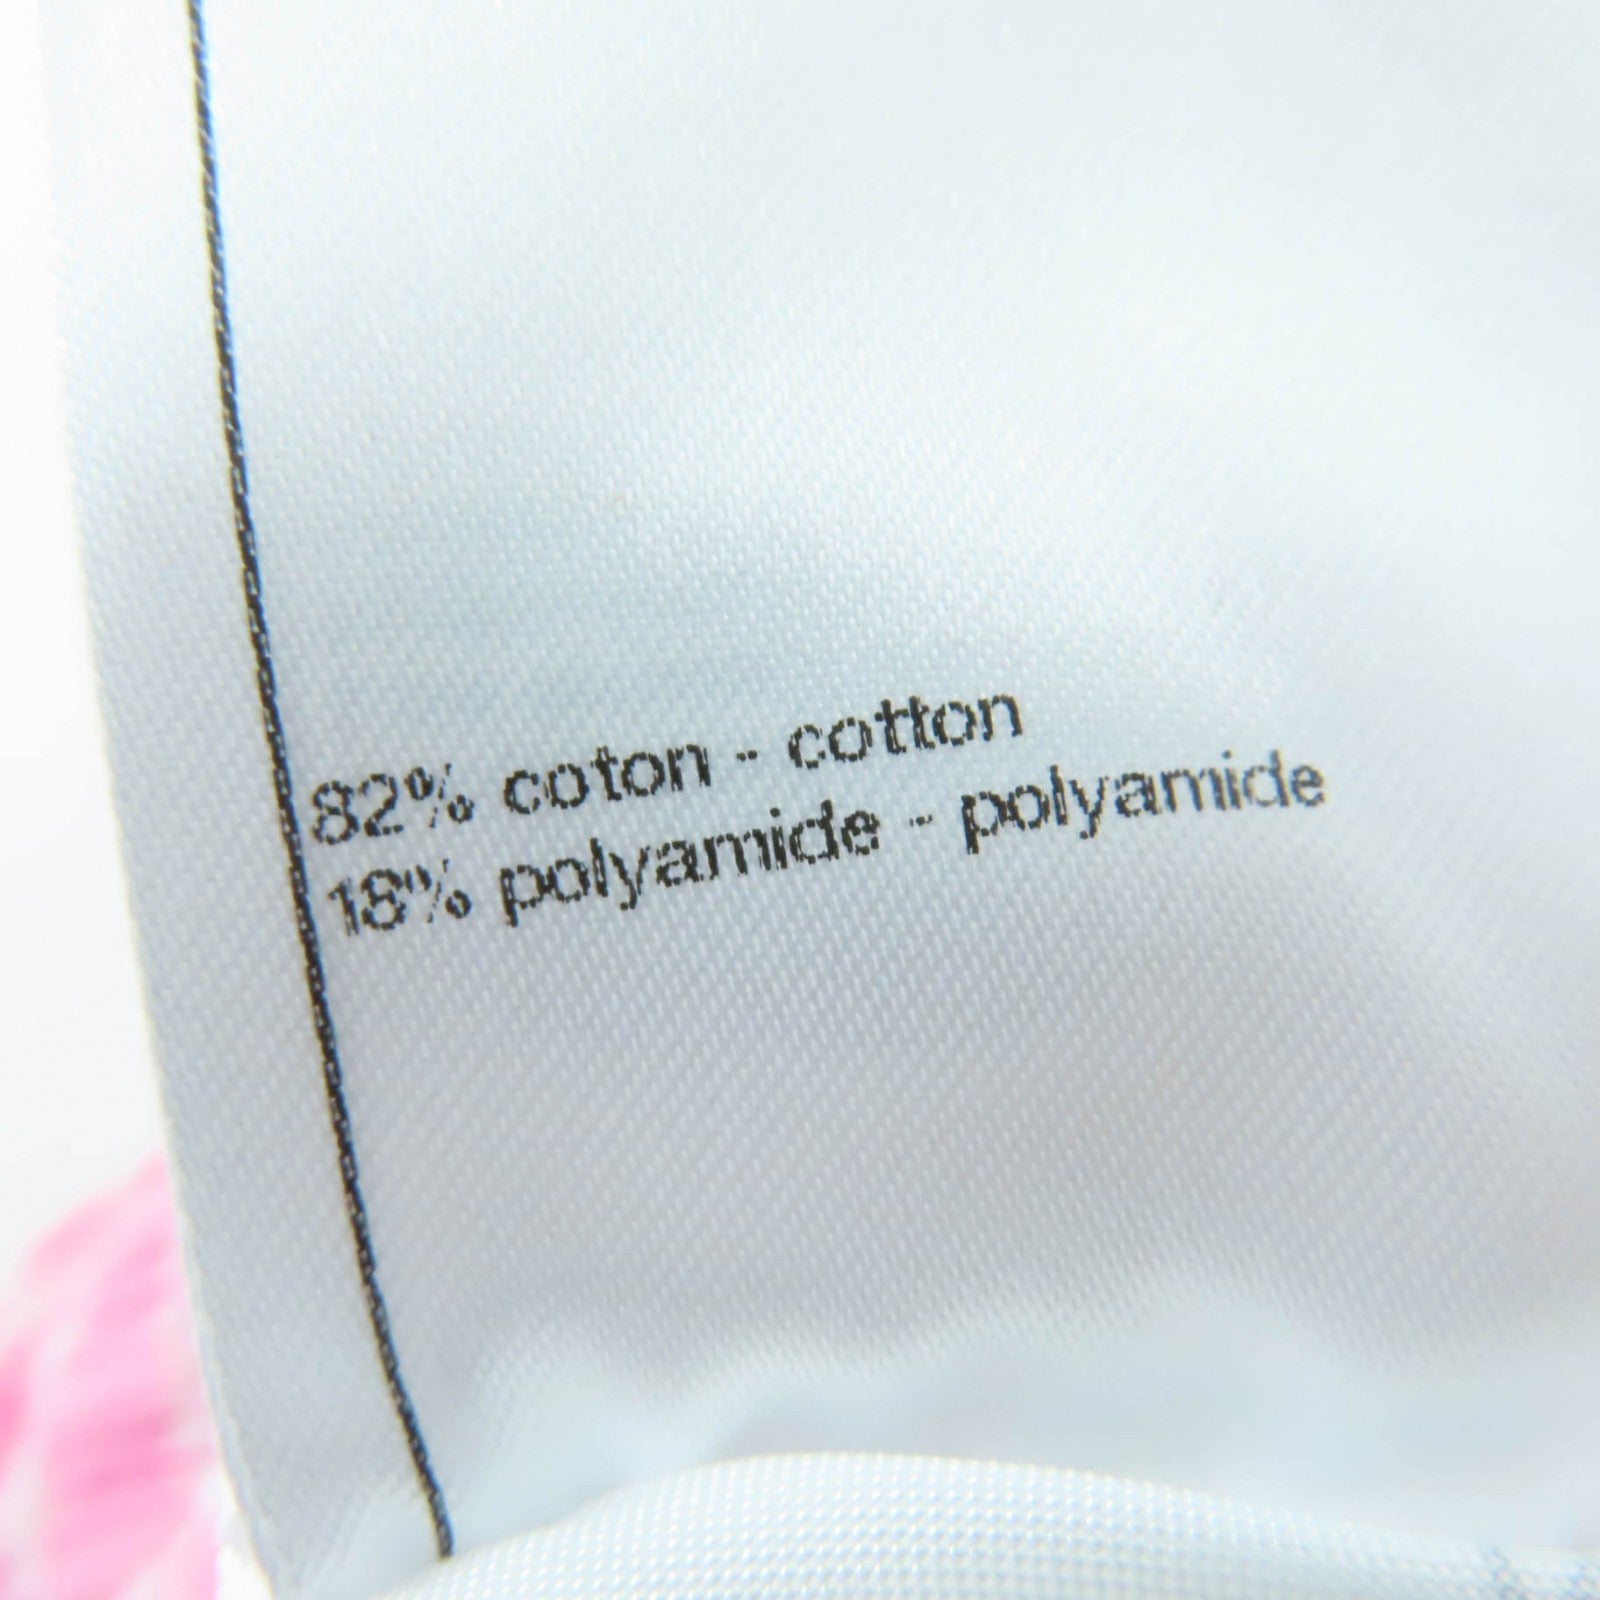 82% coton - cotton
18% polyamide - polyamide